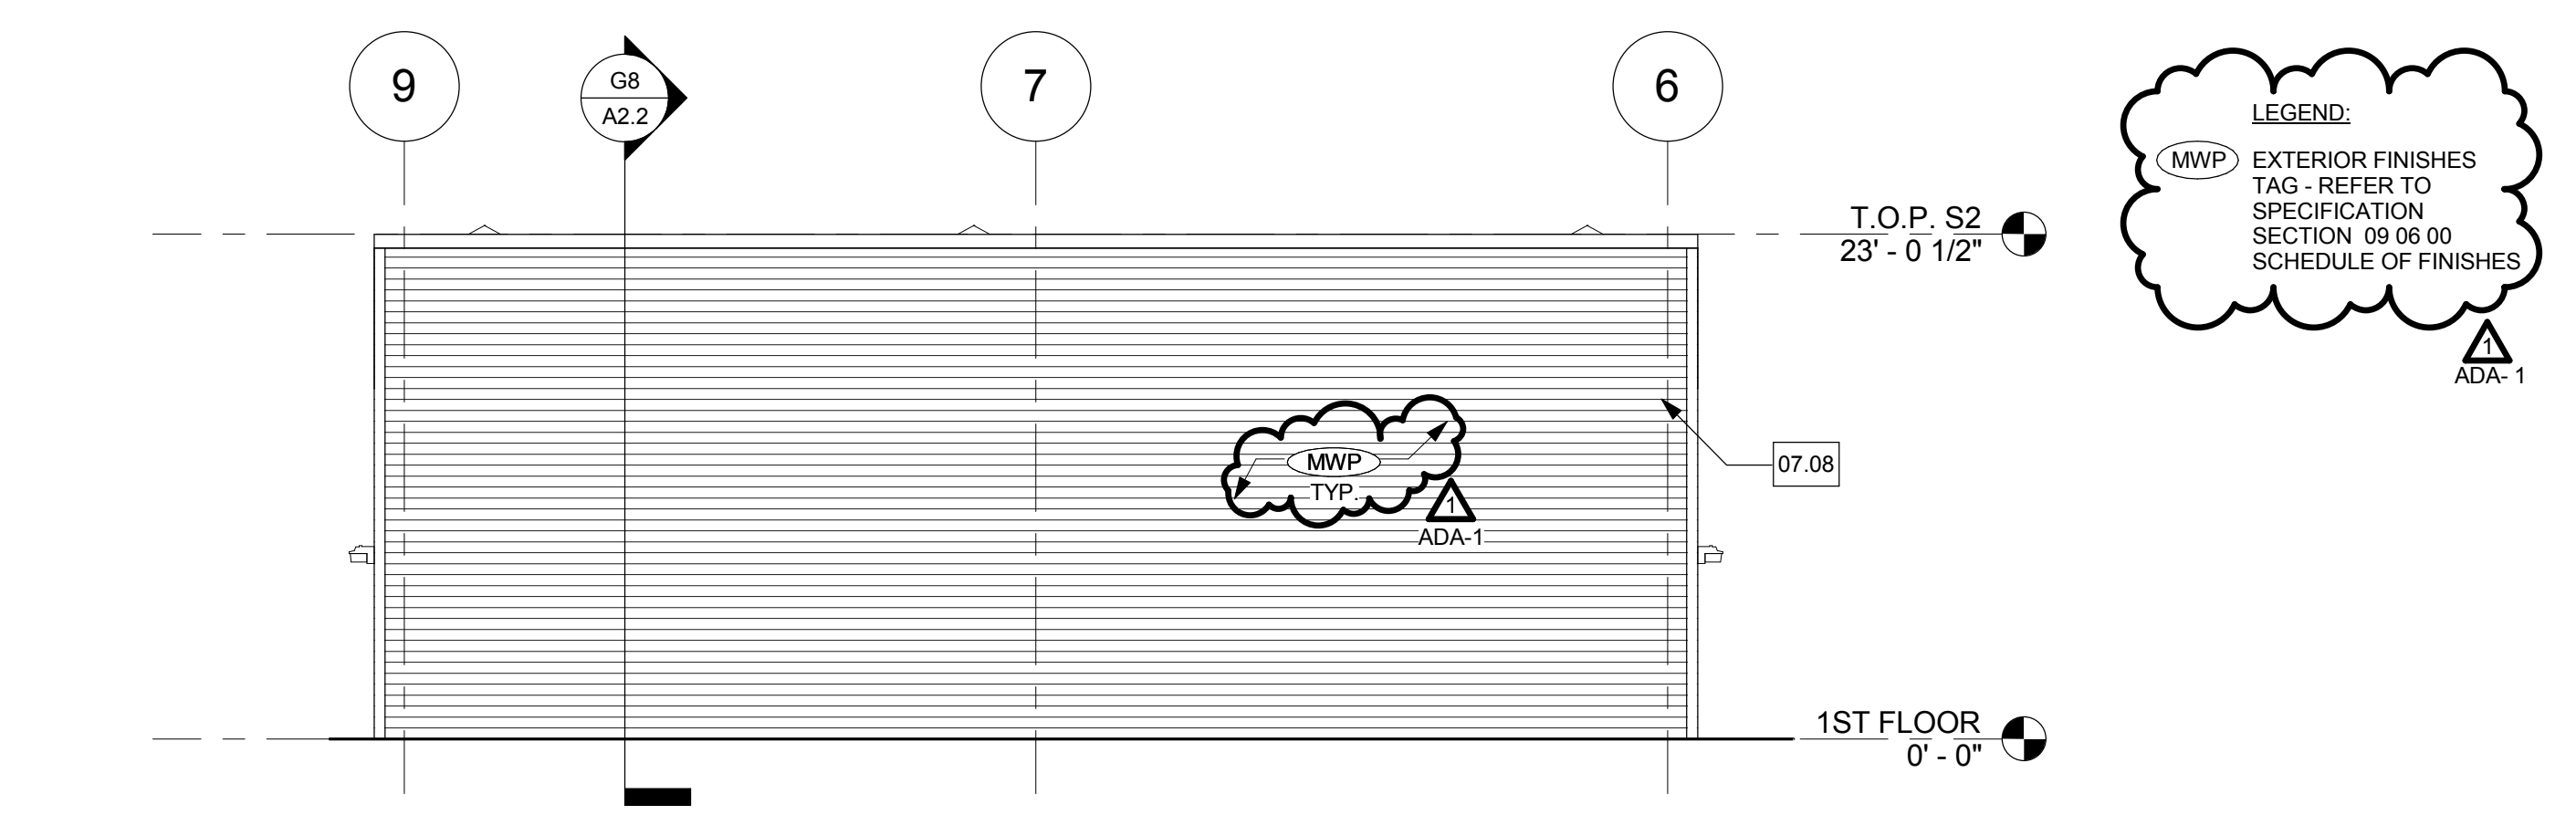 9
G8
A2.2
7
6
LEGEND:
MWP EXTERIOR FINISHES
TAG - REFER TO
SPECIFICATION
SECTION 09 06 00
SCHEDULE OF FINISHES
1
ADA- 1
T.O.P. S2
23' - 0 1/2"
MWP
TYP.
1
ADA-1
07.08
1ST FLOOR
0' - 0"